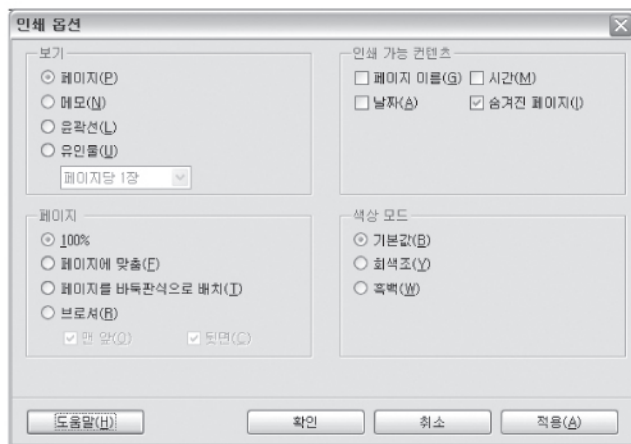 인쇄 옵션
보기
페이지(P)
메모(N)
윤곽선(L)
유인물(U)
페이지당 1장
인쇄 가능 컨텐츠
페이지 이름(G) 시간(M)
날짜(A) 숨겨진 페이지(I)
페이지
100%
페이지에 맞춤(F)
페이지를 바둑판식으로 배치(T)
브로셔(R)
맨 앞(O) 뒷면(C)
색상 모드
기본값(B)
회색조(Y)
흑백(W)
도움말(H) 확인 취소 적용(A)